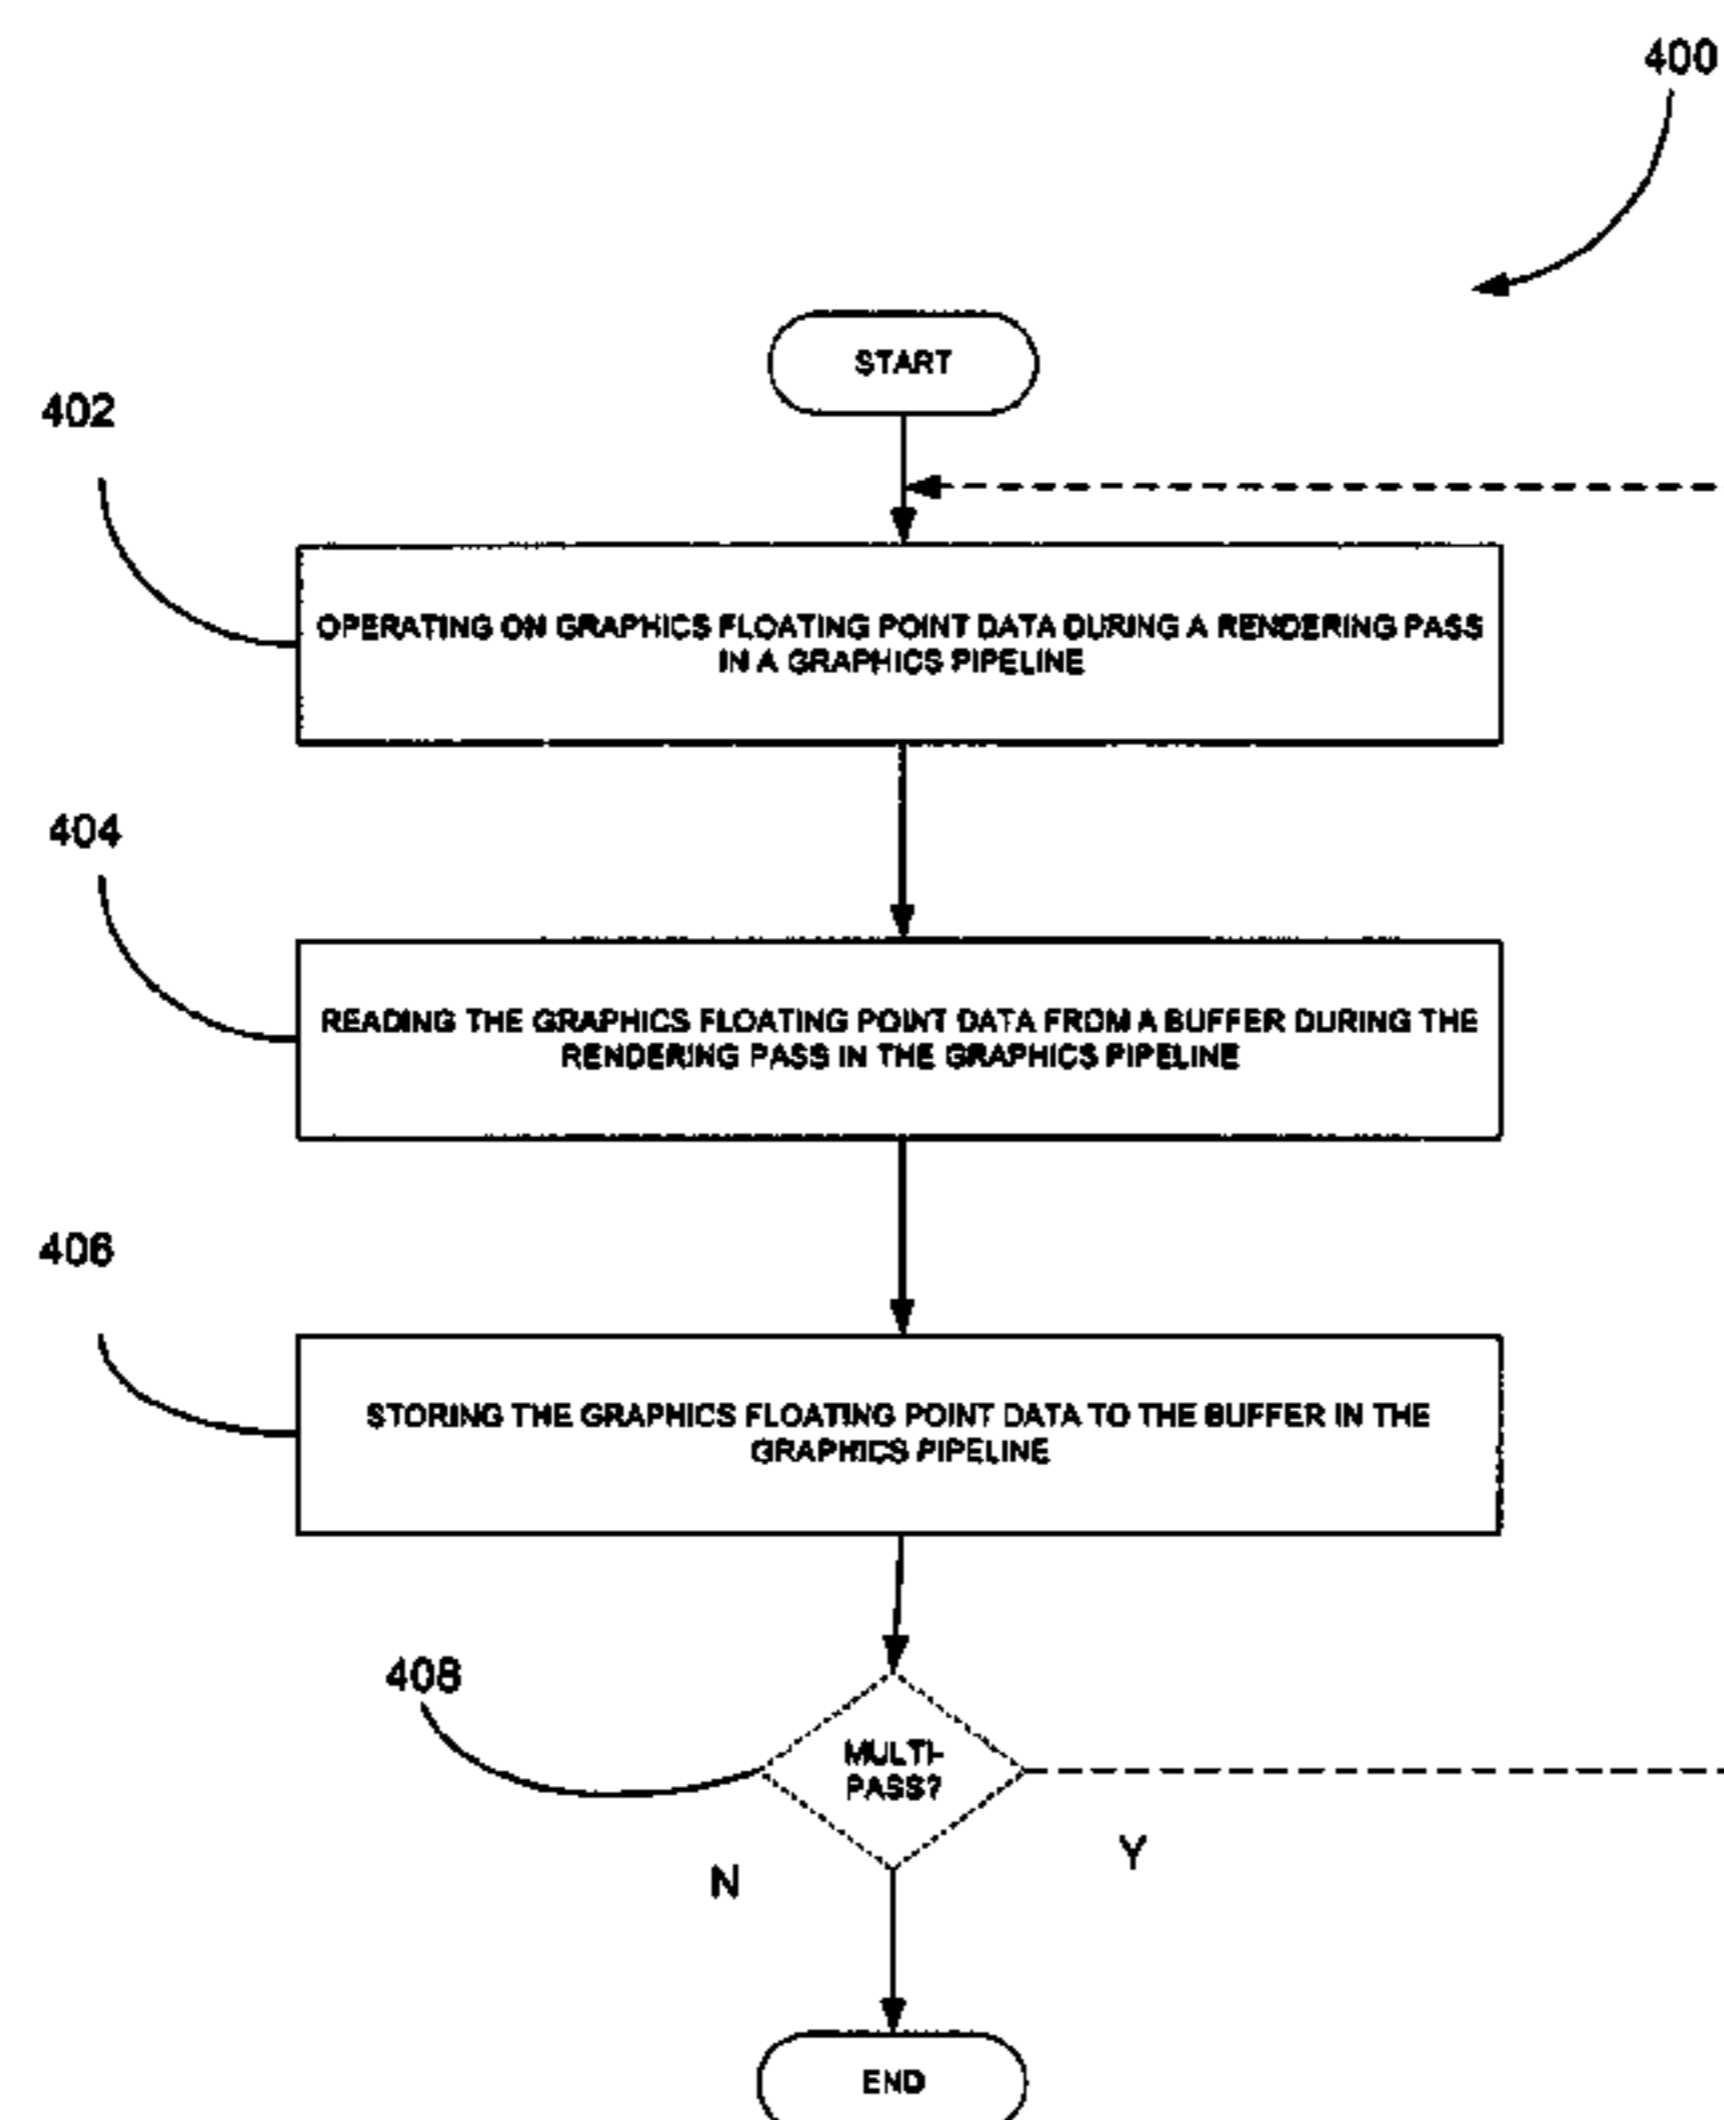 400
START
402
OPERATING ON GRAPHICS FLOATING POINT DATA DURING A RENDERING PASS
IN A GRAPHICS PIPELINE
404
READING THE GRAPHICS FLOATING POINT DATA FROM A BUFFER DURING THE
RENDERING PASS IN THE GRAPHICS PIPELINE
406
STORING THE GRAPHICS FLOATING POINT DATA TO THE BUFFER IN THE
GRAPHICS PIPELINE
408
MULTI-
PASS?
Y
N
END